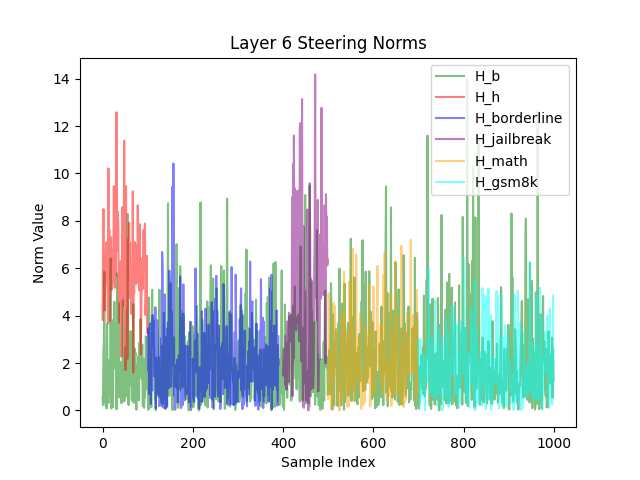 Layer 6 Steering Norms
H_b
H_h
H_borderline
H_jailbreak
H_math
H_gsm8k
Norm Value
14
12
10
8
6
4
2
0
0 200 400 600 800 1000
Sample Index